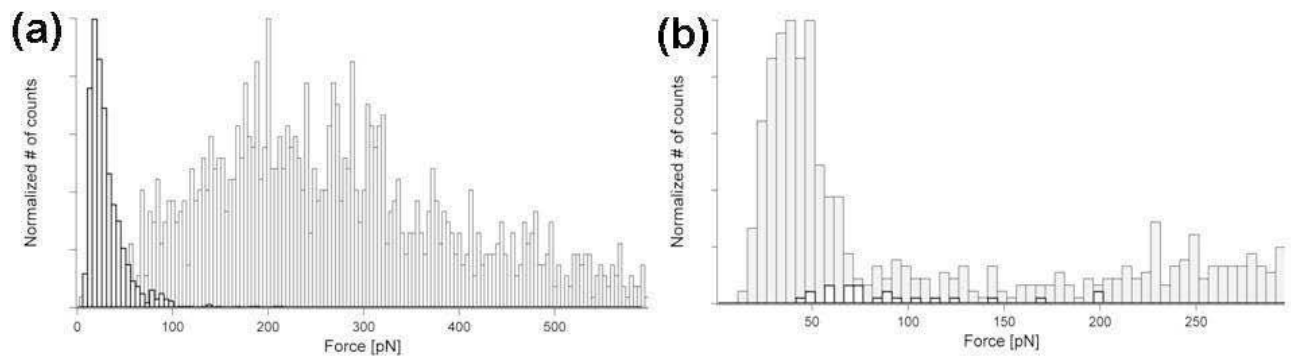 (a)
Normalized # of counts
0 100 200 300 400 500
Force [pN]
(b)
Normalized # of counts
50 100 150 200 250
Force [pN]